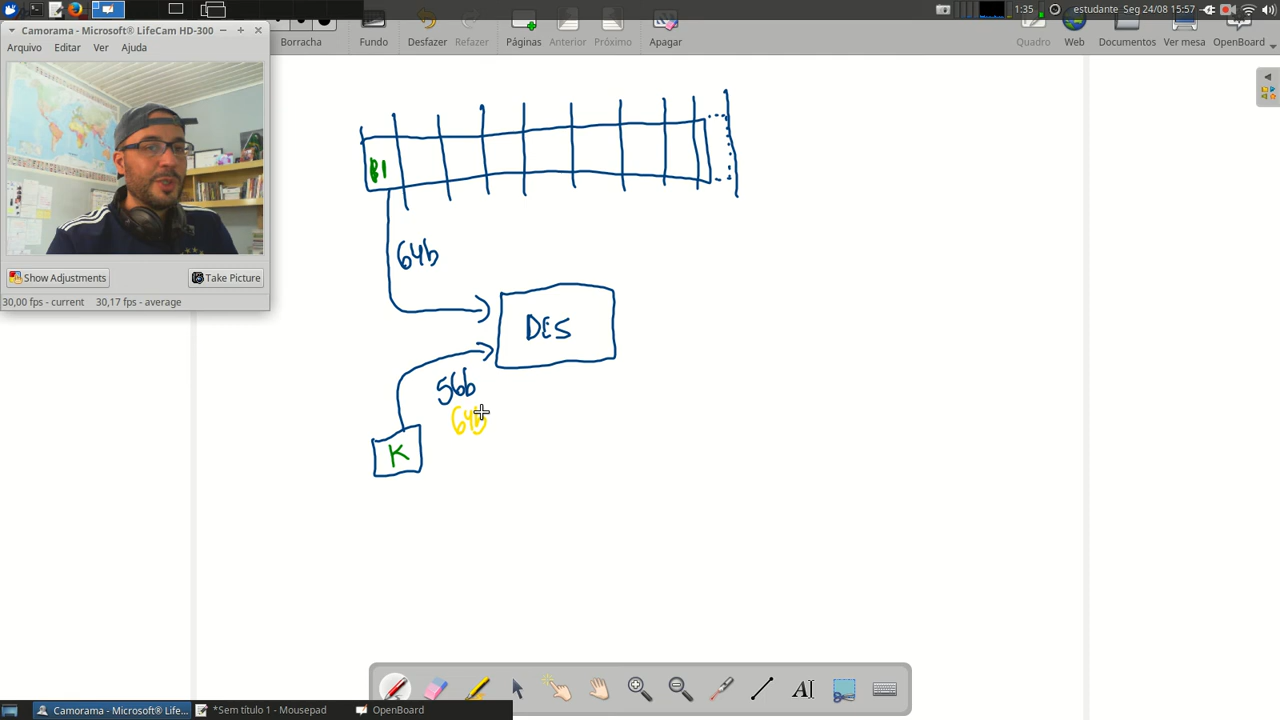 1:35
estudante Seg 24/08 15:57
Camorama - Microsoft® LifeCam HD-300
Arquivo Editar Ver Ajuda
Borracha
Fundo
Desfazer
Refazer
Páginas
Anterior
Próximo
Apagar
Quadro
Web
Documentos
Ver mesa
OpenBoard
Show Adjustments
Take Picture
30,00 fps - current 30,17 fps - average
B1
64b
DES
56b
64b
K
AI
Camorama - Microsoft® Life...
*Sem título 1 - Mousepad
OpenBoard